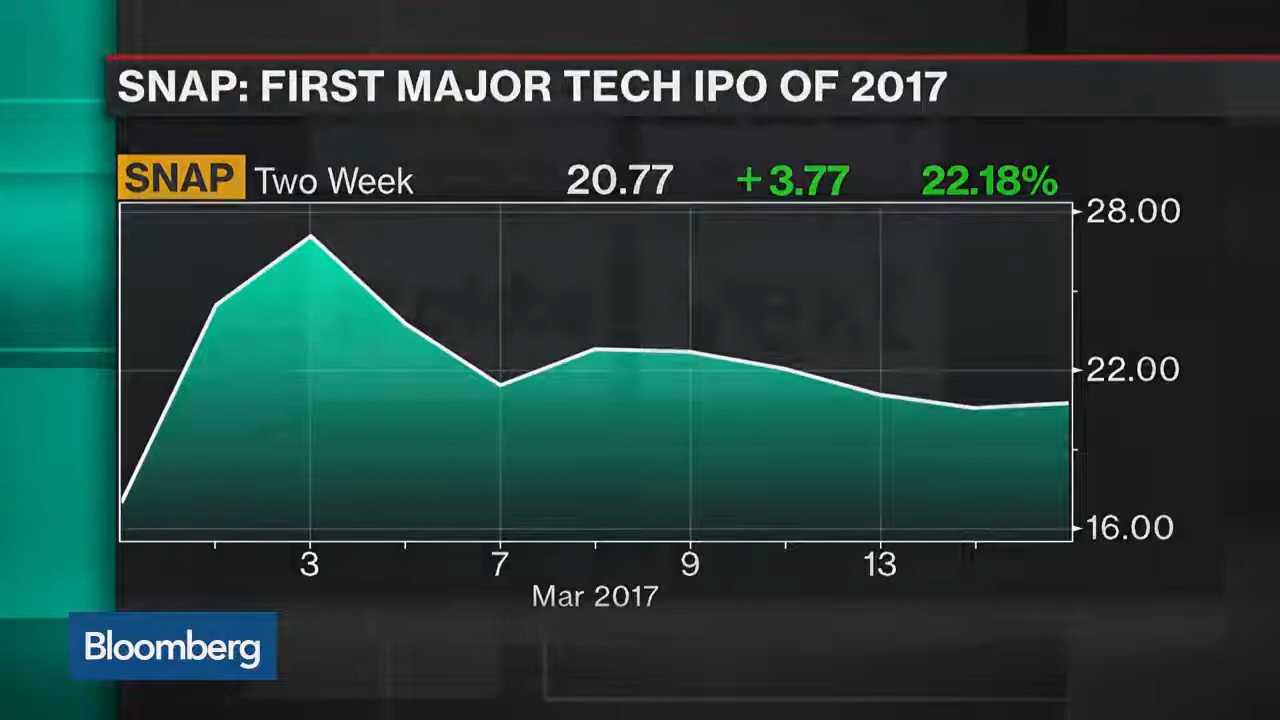 SNAP: FIRST MAJOR TECH IPO OF 2017
SNAP Two Week 20.77 +3.77 22.18%
28.00
22.00
16.00
3 7 9 13
Mar 2017
Bloomberg